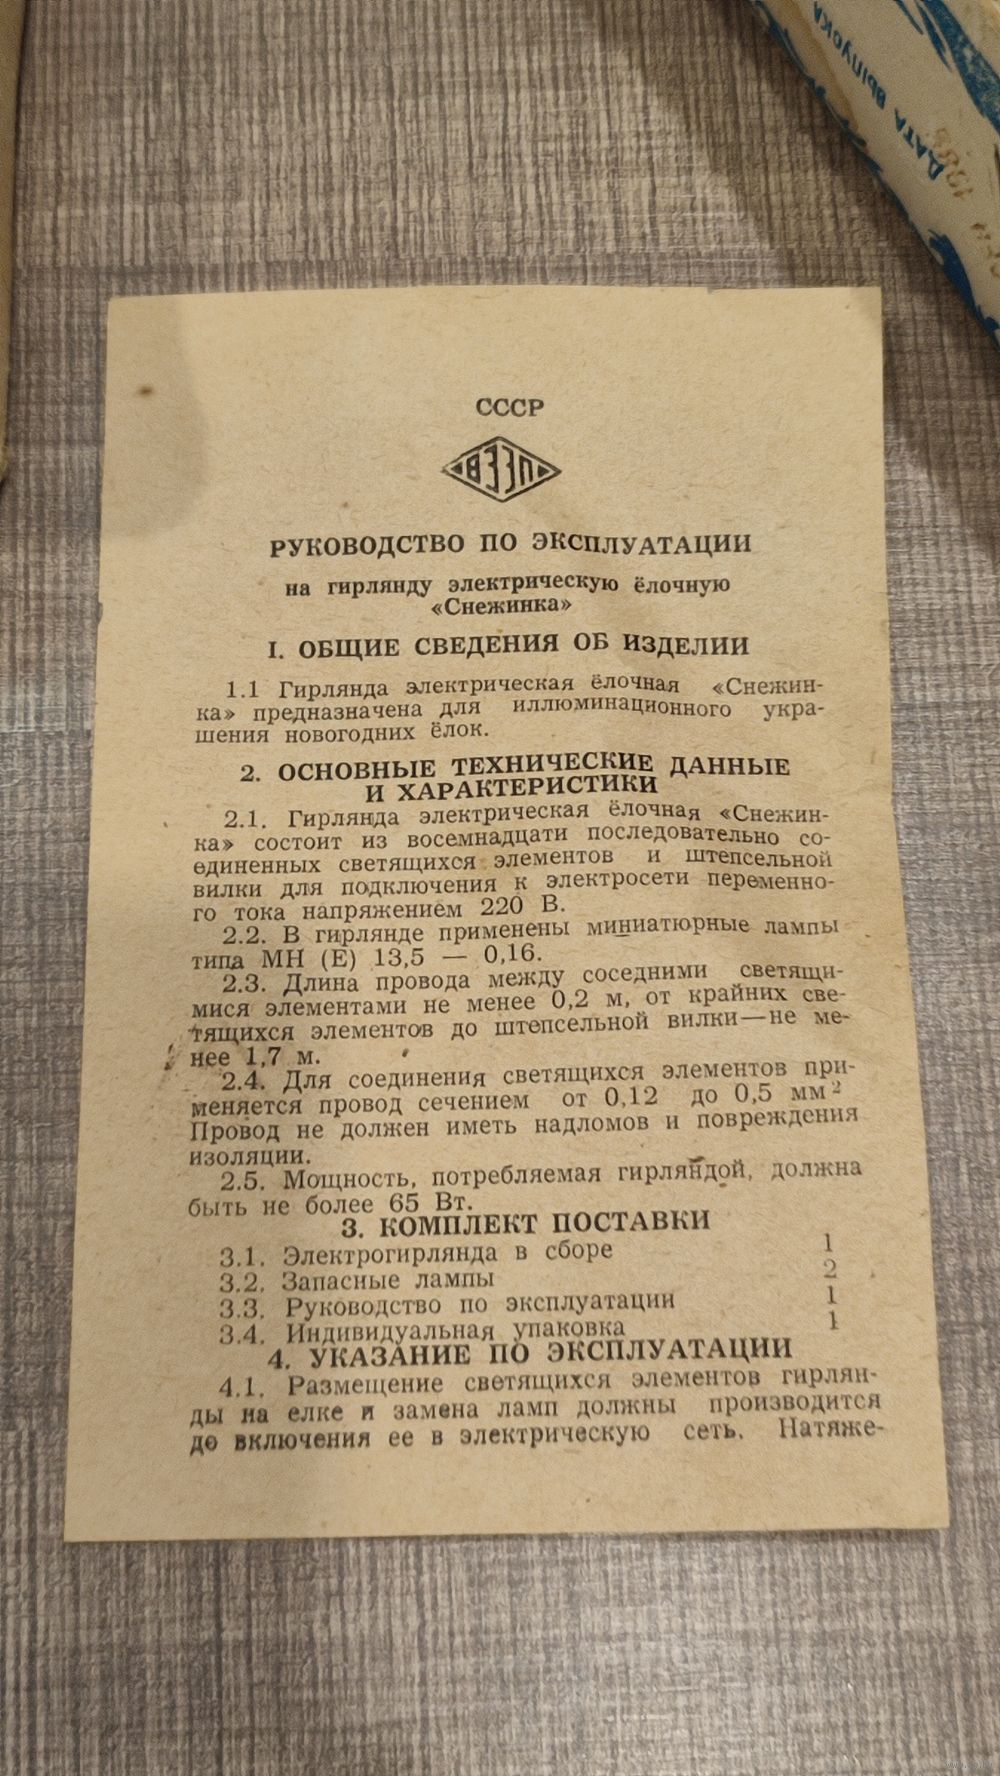 ДАТА ВЫПУСКА
СССР
ВЗЭП
РУКОВОДСТВО ПО ЭКСПЛУАТАЦИИ
на гирлянду электрическую ёлочную
«Снежинка»
I. ОБЩИЕ СВЕДЕНИЯ ОБ ИЗДЕЛИИ
1.1 Гирлянда электрическая ёлочная «Снежин-
ка» предназначена для иллюминационного укра-
шения новогодних ёлок.
2. ОСНОВНЫЕ ТЕХНИЧЕСКИЕ ДАННЫЕ
И ХАРАКТЕРИСТИКИ
2.1. Гирлянда электрическая ёлочная «Снежин-
ка» состоит из восемнадцати последовательно со-
единенных светящихся элементов и штепсельной
вилки для подключения к электросети переменно-
го тока напряжением 220 В.
2.2. В гирлянде применены миниатюрные лампы
типа МН (Е) 13,5 — 0,16.
2.3. Длина провода между соседними светящи-
мися элементами не менее 0,2 м, от крайних све-
тящихся элементов до штепсельной вилки—не ме-
нее 1,7 м.
2.4. Для соединения светящихся элементов при-
меняется провод сечением от 0,12 до 0,5 мм²
Провод не должен иметь надломов и повреждения
изоляции.
2.5. Мощность, потребляемая гирляндой, должна
быть не более 65 Вт.
3. КОМПЛЕКТ ПОСТАВКИ
3.1. Электрогирлянда в сборе 1
3.2. Запасные лампы 2
3.3. Руководство по эксплуатации 1
3.4. Индивидуальная упаковка 1
4. УКАЗАНИЕ ПО ЭКСПЛУАТАЦИИ
4.1. Размещение светящихся элементов гирлян-
ды на елке и замена ламп должны производится
до включения ее в электрическую сеть. Натяже-